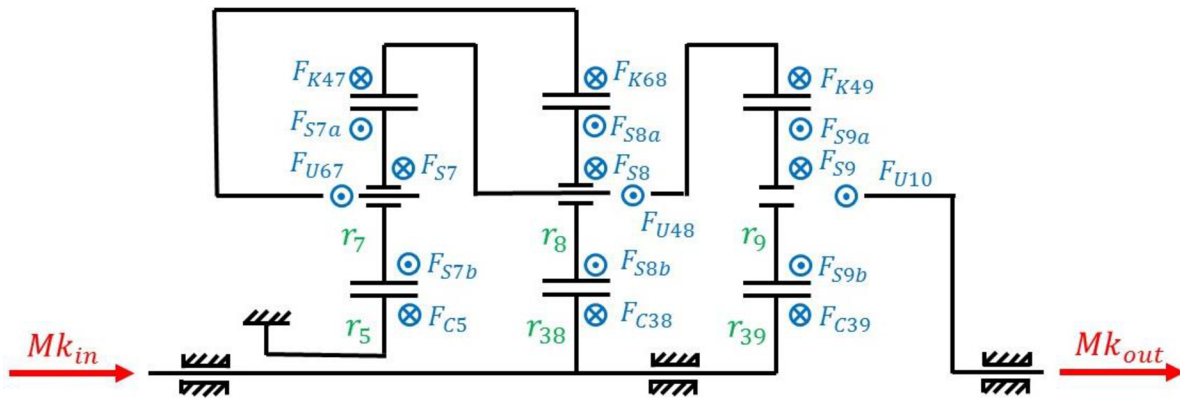 F_{K47} F_{K68} F_{K49}
F_{S7a} F_{S8a} F_{S9a}
F_{U67} F_{S7} F_{S8} F_{S9} F_{U10}
F_{U48}
r_7 r_8 r_9
F_{S7b} F_{S8b} F_{S9b}
r_5 F_{C5} r_{38} F_{C38} r_{39} F_{C39}
Mk_{in} Mk_{out}